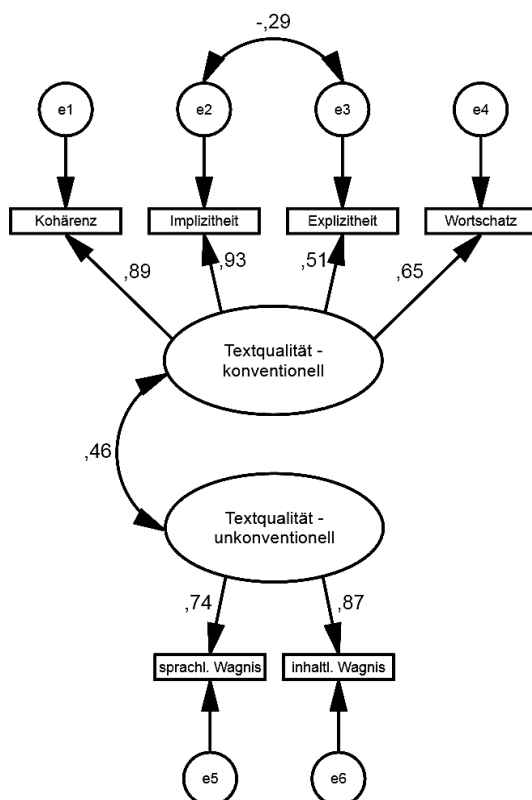 -,29
e1
e2
e3
e4
Kohärenz
Implizitheit
Explizitheit
Wortschatz
,89
,93
,51
,65
Textqualität -
konventionell
,46
Textqualität -
unkonventionell
,74
,87
sprachl. Wagnis
inhaltl. Wagnis
e5
e6